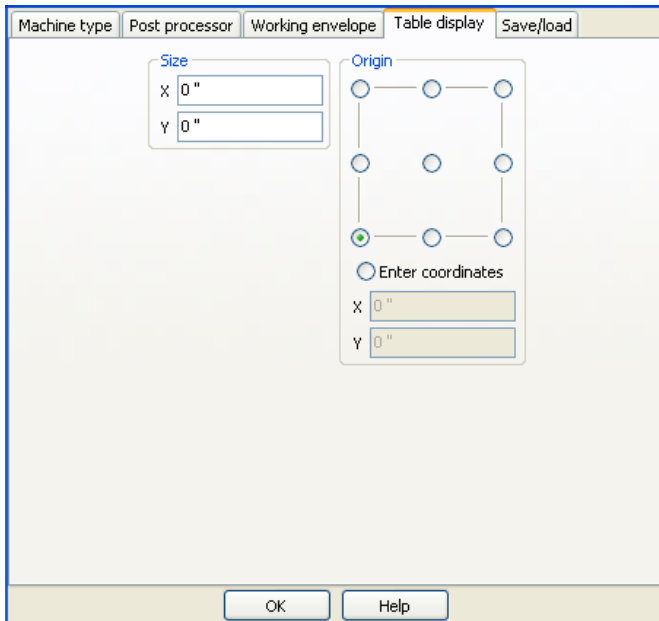 Machine type Post processor Working envelope Table display Save/load
Size
X 0 "
Y 0 "
Origin
Enter coordinates
X 0 "
Y 0 "
OK Help